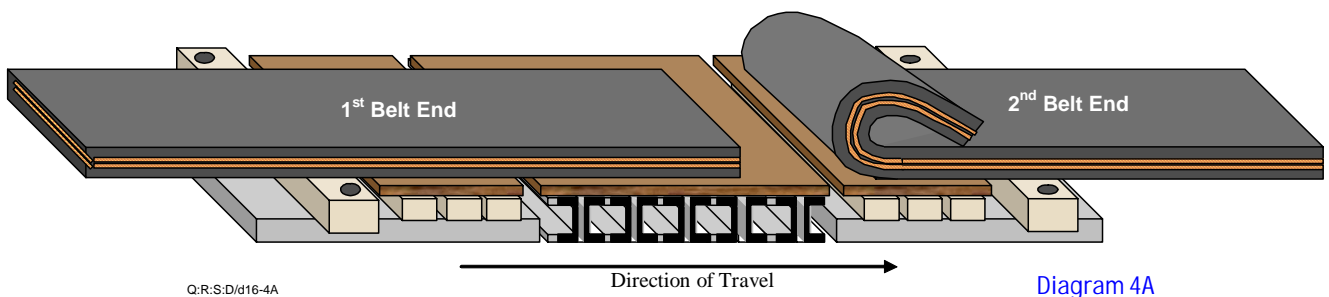 1st Belt End
2nd Belt End
Direction of Travel
Q:R:S:D/d16-4A
Diagram 4A